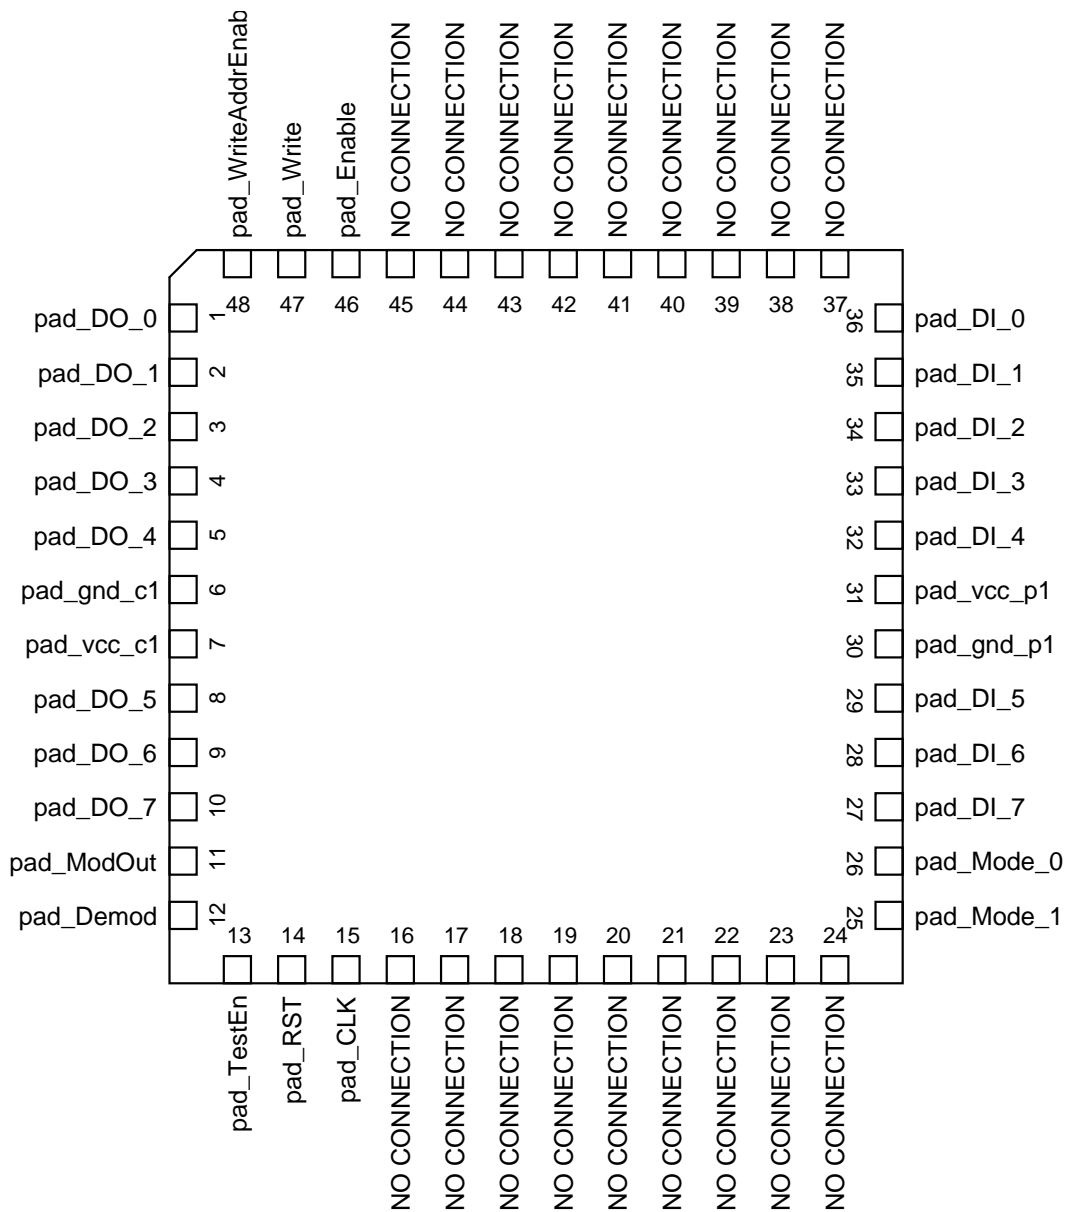 pad_WriteAddrEnab
pad_Write
pad_Enable
NO CONNECTION
NO CONNECTION
NO CONNECTION
NO CONNECTION
NO CONNECTION
NO CONNECTION
NO CONNECTION
NO CONNECTION
NO CONNECTION
48 47 46 45 44 43 42 41 40 39 38 37
pad_DO_0 1 36 pad_DI_0
pad_DO_1 2 35 pad_DI_1
pad_DO_2 3 34 pad_DI_2
pad_DO_3 4 33 pad_DI_3
pad_DO_4 5 32 pad_DI_4
pad_gnd_c1 6 31 pad_vcc_p1
pad_vcc_c1 7 30 pad_gnd_p1
pad_DO_5 8 29 pad_DI_5
pad_DO_6 9 28 pad_DI_6
pad_DO_7 10 27 pad_DI_7
pad_ModOut 11 26 pad_Mode_0
pad_Demod 12 25 pad_Mode_1
13 14 15 16 17 18 19 20 21 22 23 24
pad_TestEn
pad_RST
pad_CLK
NO CONNECTION
NO CONNECTION
NO CONNECTION
NO CONNECTION
NO CONNECTION
NO CONNECTION
NO CONNECTION
NO CONNECTION
NO CONNECTION